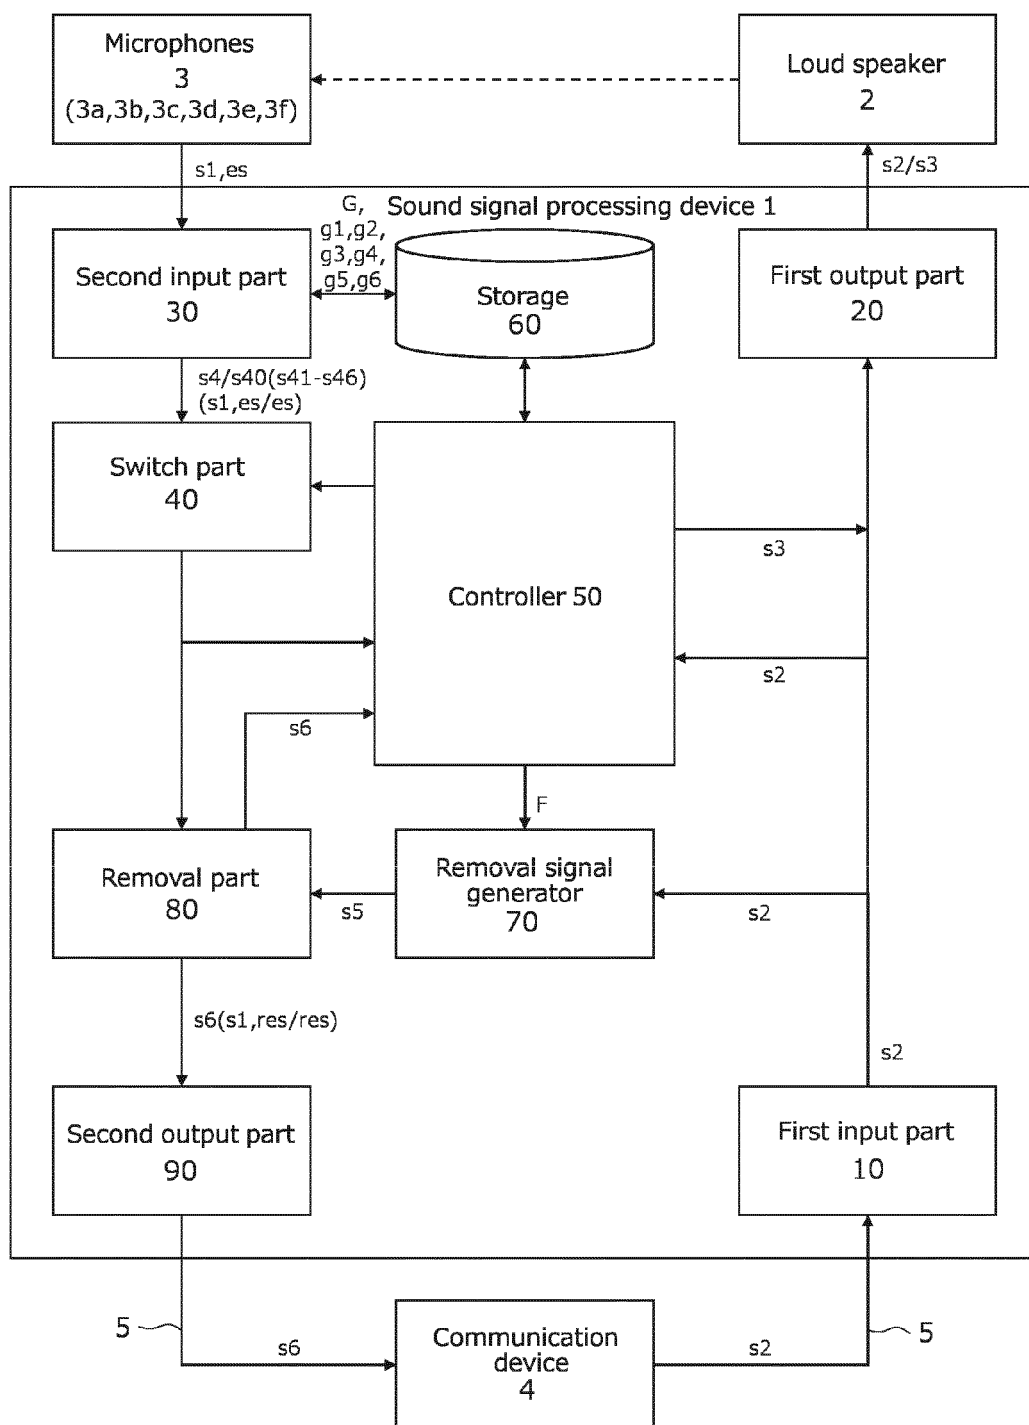 Microphones
3
(3a,3b,3c,3d,3e,3f)
Loud speaker
2
s1,es
s2/s3
Sound signal processing device 1
G,
g1,g2,
g3,g4,
g5,g6
Second input part
30
Storage
60
First output part
20
s4/s40(s41-s46)
(s1,es/es)
Switch part
40
Controller 50
s3
s2
s6
F
Removal part
80
s5
Removal signal
generator
70
s2
s6(s1,res/res)
s2
Second output part
90
First input part
10
5
s6
Communication
device
4
s2
5